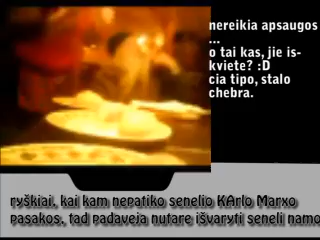 nereikia apsaugos
...
o tai kas, jie is-
kviete? :D
cia tipo, stalo
chebra.
ryškiai, kai kam nepatiko senelio KArlo Marxo
pasakos, tad padaveja nutare išvaryti seneli namo